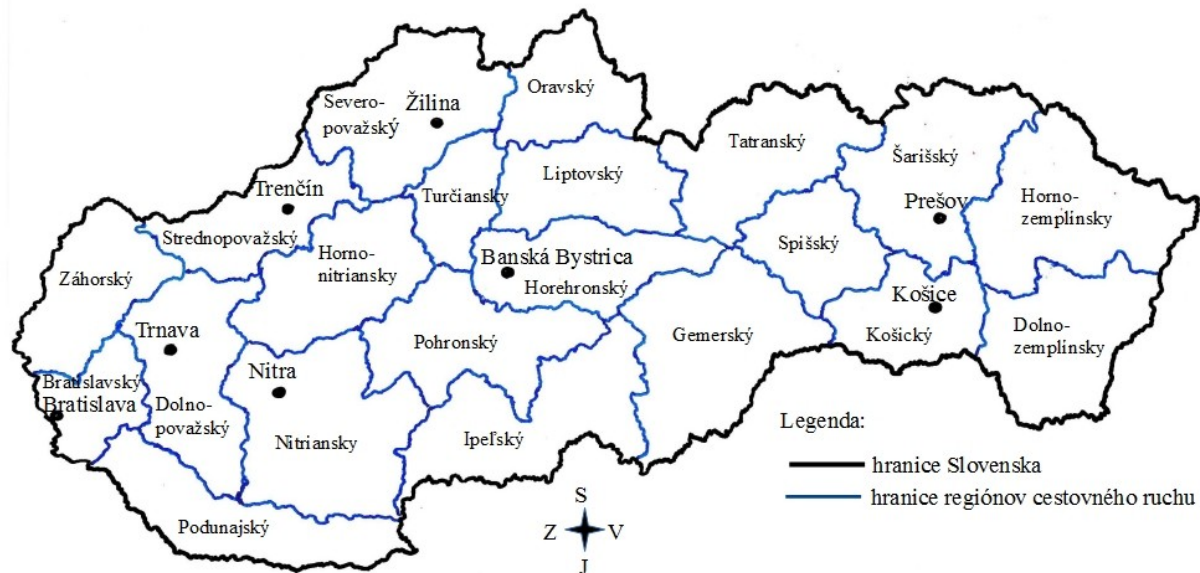 Oravský
Severo-
považský
Žilina
Tatranský
Šarišský
Liptovský
Trenčín
Turčiansky
Prešov
Horno-
zemplínsky
Strednopovažský
Spišský
Horno-
nitriansky
Banská Bystrica
Záhorský
Horehronský
Košice
Trnava
Gemerský
Košický
Dolno-
zemplínsky
Pohronský
Nitra
Bratislavský
Bratislava
Dolno-
považský
Nitriansky
Ipeľský
Legenda:
hranice Slovenska
hranice regiónov cestovného ruchu
Podunajský
S
Z V
J